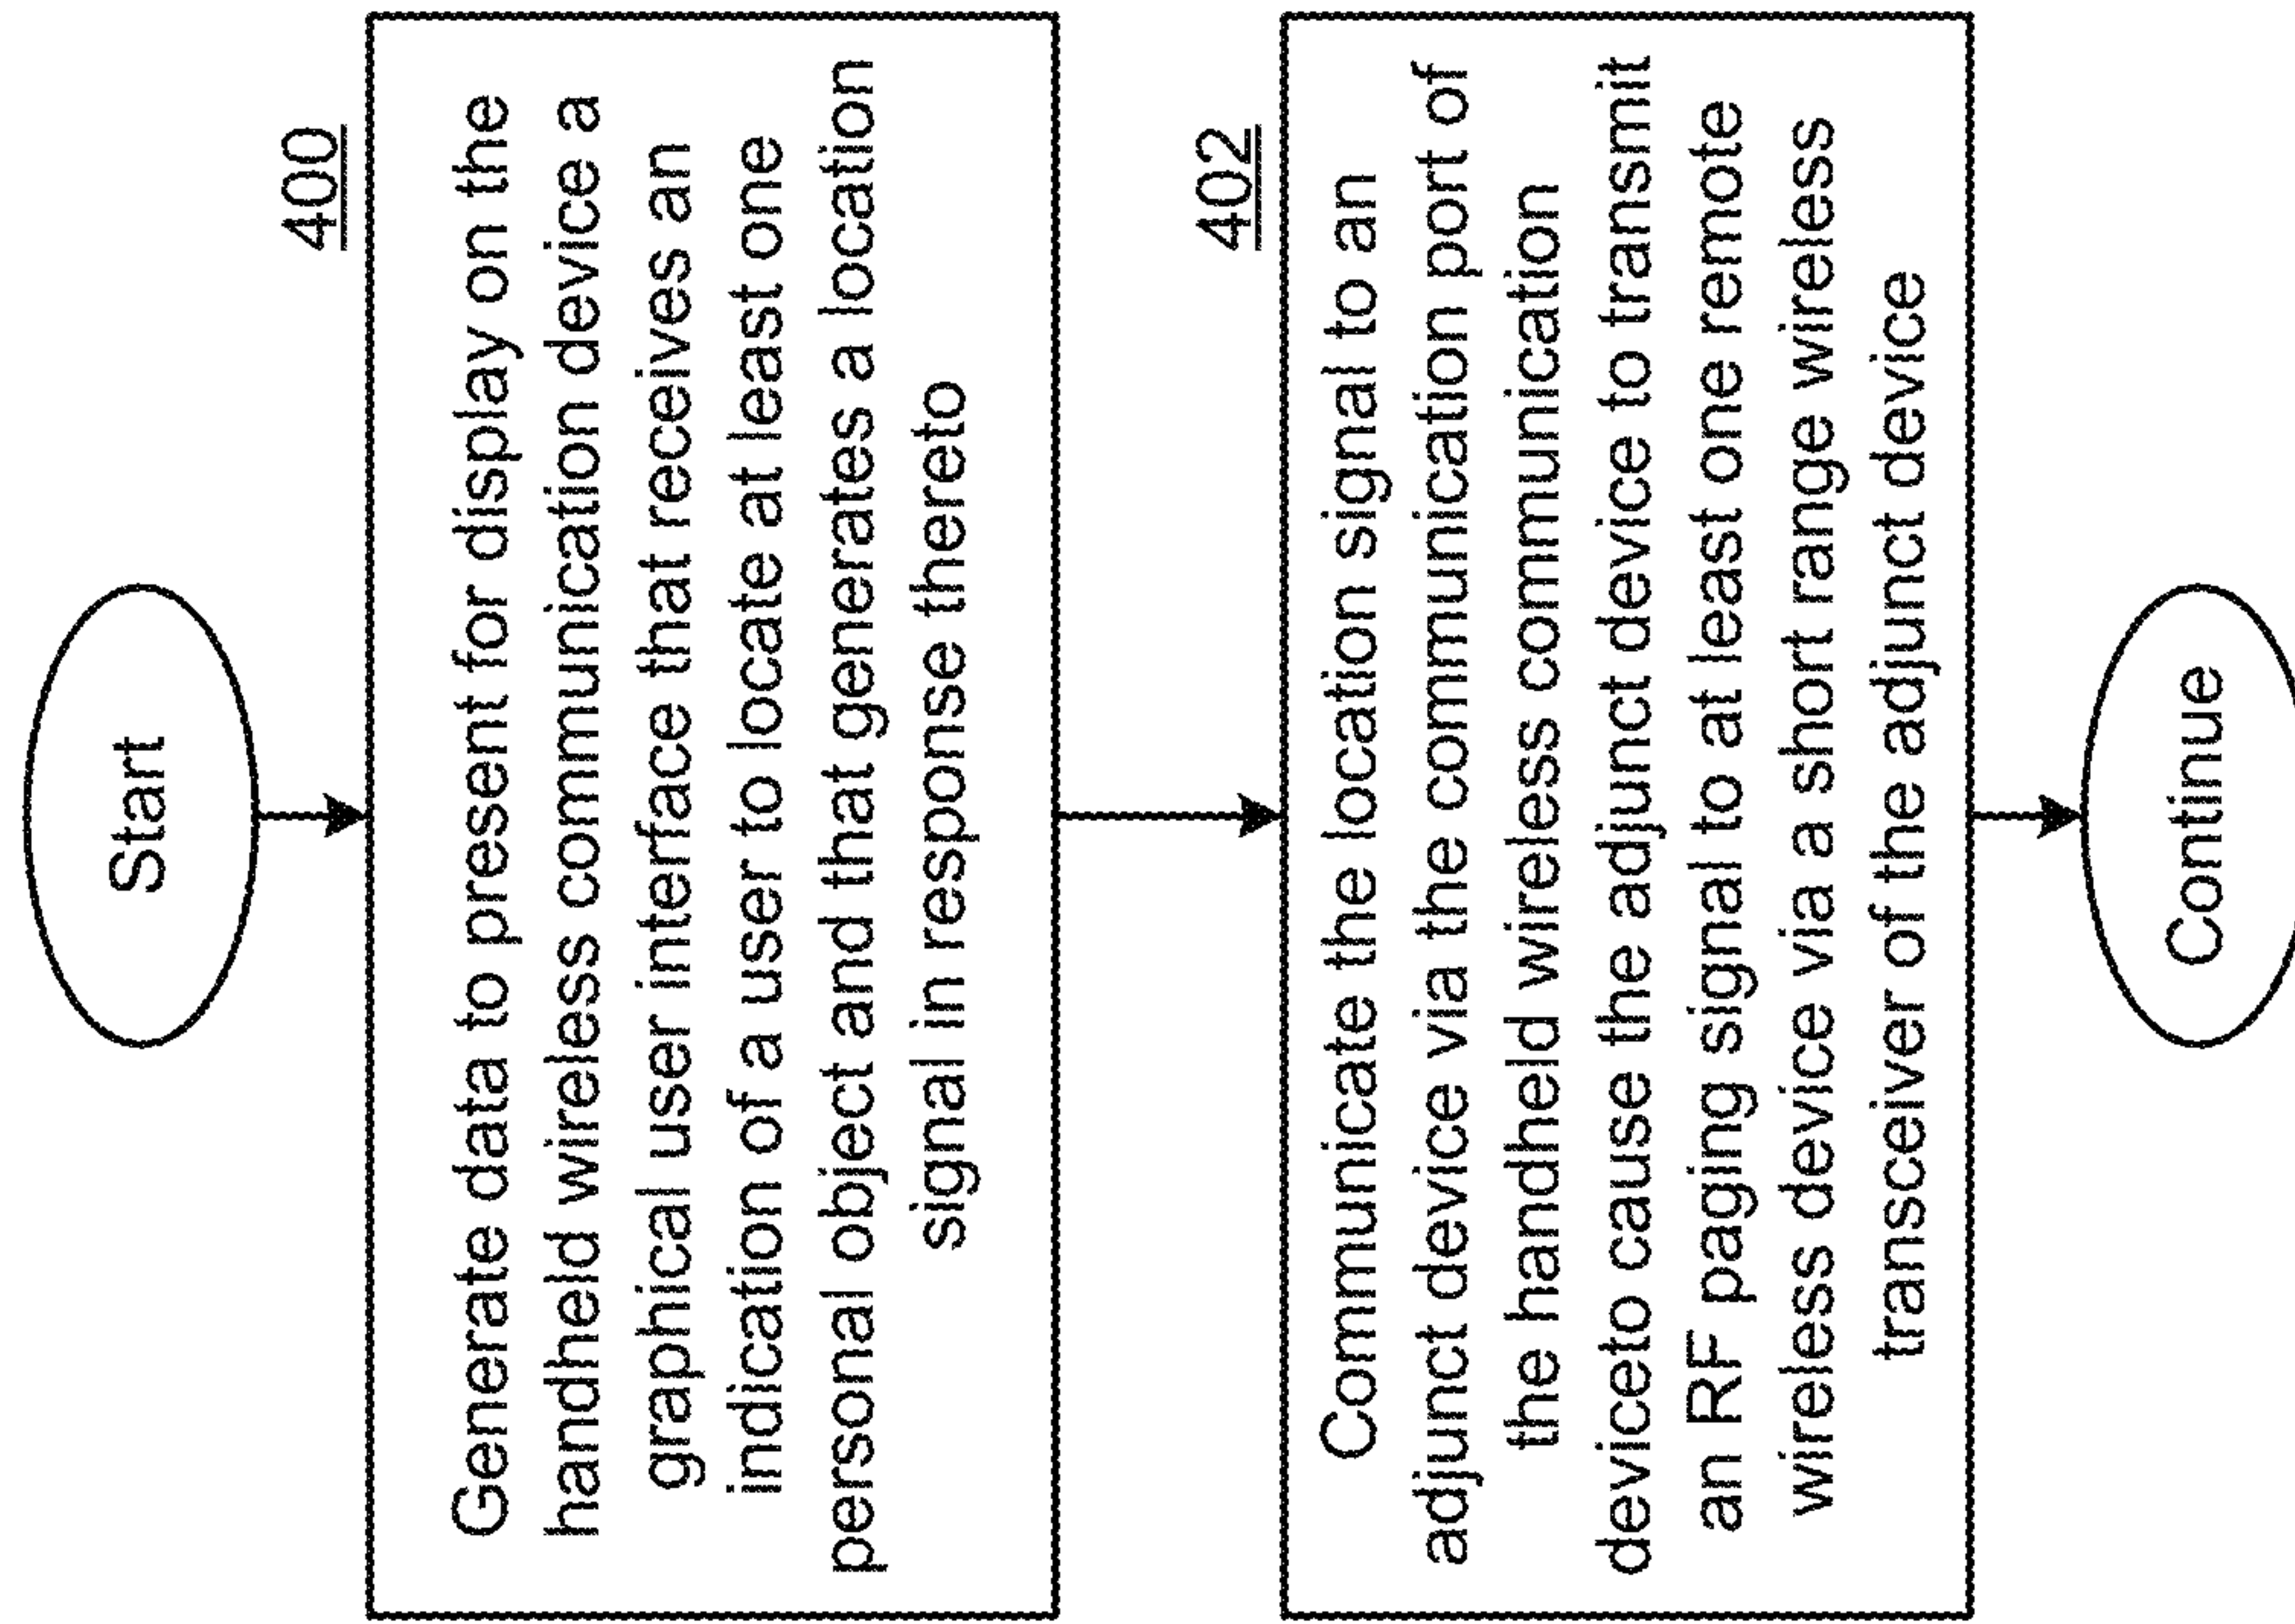 Start
400
Generate data to present for display on the
handheld wireless communication device a
graphical user interface that receives an
indication of a user to locate at least one
personal object and that generates a location
signal in response thereto
402
Communicate the location signal to an
adjunct device via the communication port of
the handheld wireless communication
deviceto cause the adjunct device to transmit
an RF paging signal to at least one remote
wireless device via a short range wireless
transceiver of the adjunct device
Continue